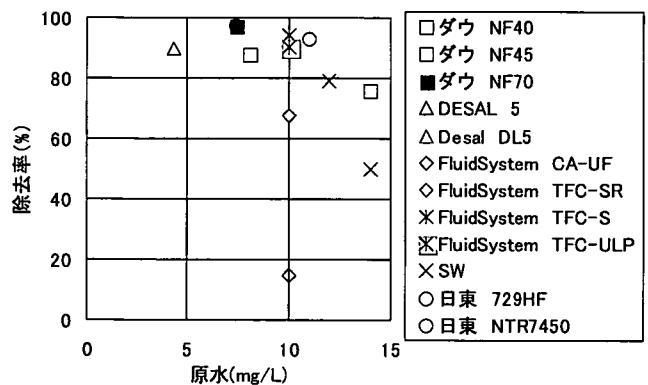 100
80
60
40
20
0
除去率(%)
0 5 10 15
原水(mg/L)
ダウ NF40
ダウ NF45
ダウ NF70
DESAL 5
Desal DL5
FluidSystem CA-UF
FluidSystem TFC-SR
FluidSystem TFC-S
FluidSystem TFC-ULP
SW
日東 729HF
日東 NTR7450